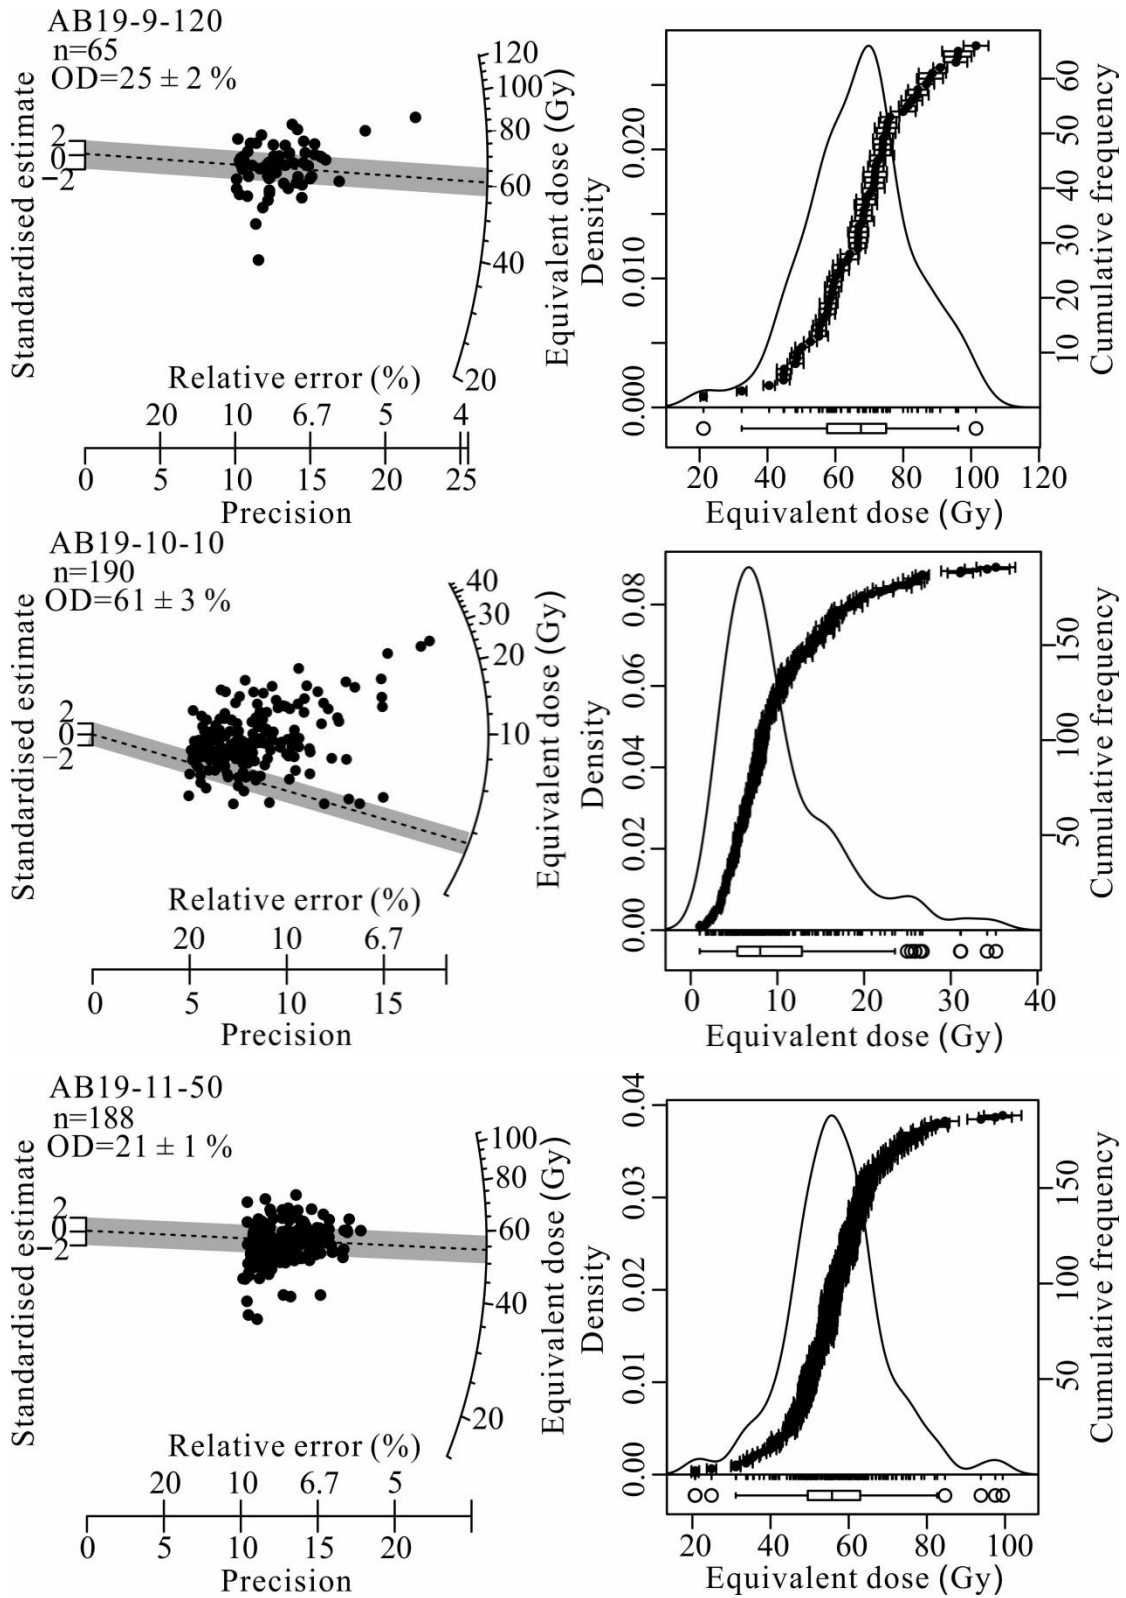 AB19-9-120
n=65
OD=25 ± 2 %
Standardised estimate
2
0
−2
120
100
80
60
40
20
Equivalent dose (Gy)
Relative error (%)
20 10 6.7 5 4
0 5 10 15 20 25
Precision
Density
0.000 0.010 0.020
Cumulative frequency
10 20 30 40 50 60
20 40 60 80 100 120
Equivalent dose (Gy)
AB19-10-10
n=190
OD=61 ± 3 %
Standardised estimate
2
0
−2
40
30
20
10
Equivalent dose (Gy)
Relative error (%)
20 10 6.7
0 5 10 15
Precision
Density
0.00 0.02 0.04 0.06 0.08
Cumulative frequency
50 100 150
0 10 20 30 40
Equivalent dose (Gy)
AB19-11-50
n=188
OD=21 ± 1 %
Standardised estimate
2
0
−2
100
80
60
40
20
Equivalent dose (Gy)
Relative error (%)
20 10 6.7 5
0 5 10 15 20
Precision
Density
0.00 0.01 0.02 0.03 0.04
Cumulative frequency
50 100 150
20 40 60 80 100
Equivalent dose (Gy)